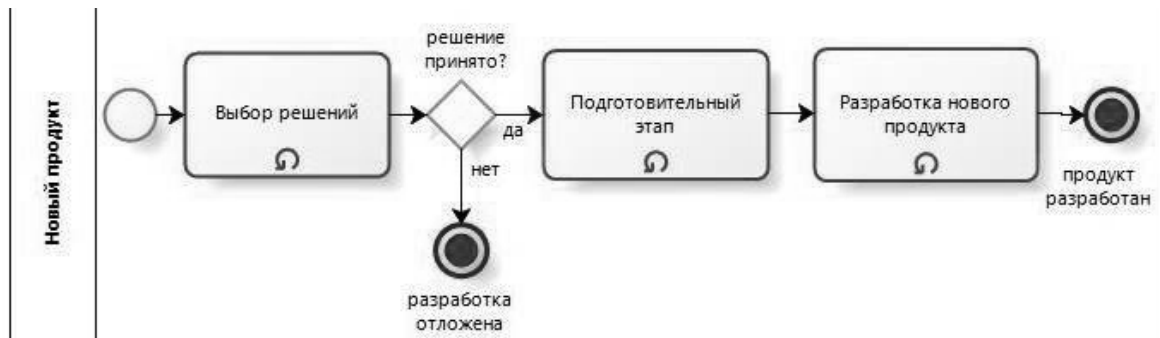 Новый продукт
Выбор решений
решение
принято?
да
нет
разработка
отложена
Подготовительный
этап
Разработка нового
продукта
продукт
разработан